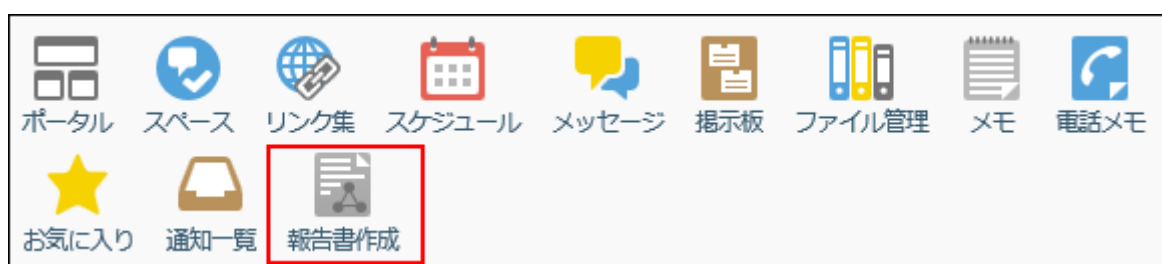 ポータル スペース リンク集 スケジュール メッセージ 掲示板 ファイル管理 メモ 電話メモ
お気に入り 通知一覧 報告書作成